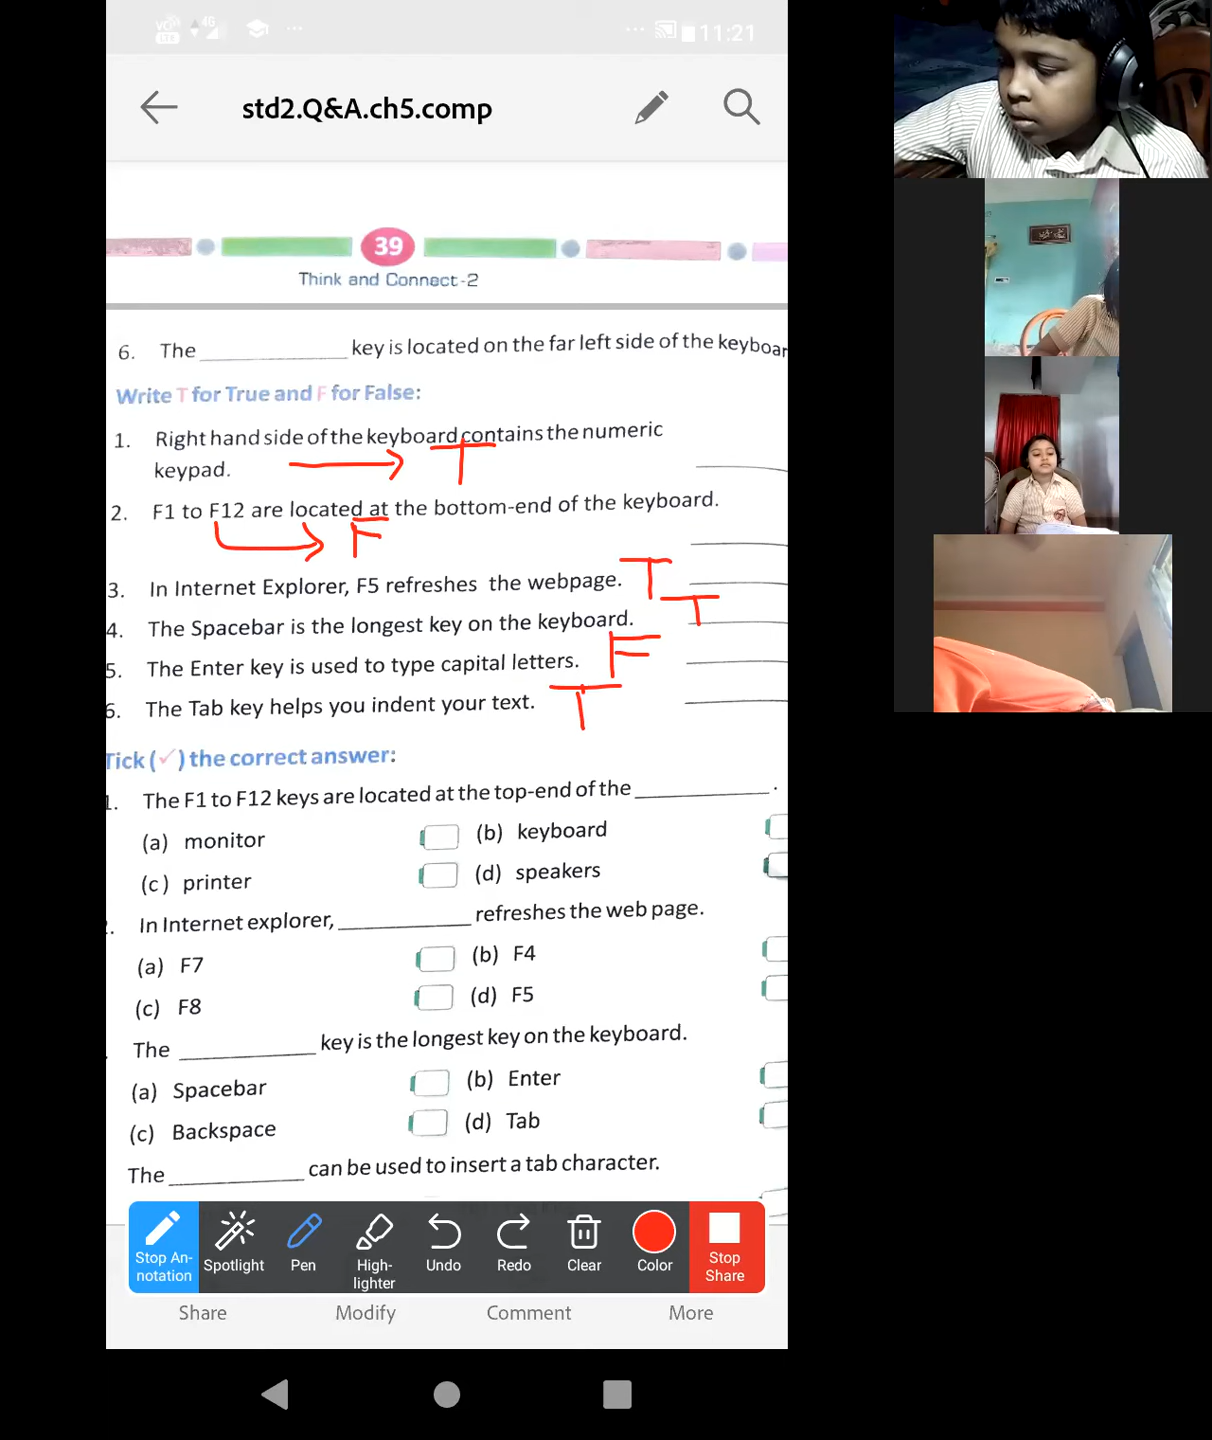 VoLTE 4G ... ... 11:21
std2.Q&A.ch5.comp
39
Think and Connect-2
6. The ____________ key is located on the far left side of the keyboar
Write T for True and F for False:
1. Right hand side of the keyboard contains the numeric
keypad. T
2. F1 to F12 are located at the bottom-end of the keyboard.
F
3. In Internet Explorer, F5 refreshes the webpage. T
4. The Spacebar is the longest key on the keyboard. T
5. The Enter key is used to type capital letters. F
6. The Tab key helps you indent your text. T
Tick (✓) the correct answer:
1. The F1 to F12 keys are located at the top-end of the ____________.
(a) monitor (b) keyboard
(c) printer (d) speakers
. In Internet explorer, ____________ refreshes the web page.
(a) F7 (b) F4
(c) F8 (d) F5
The ____________ key is the longest key on the keyboard.
(a) Spacebar (b) Enter
(c) Backspace (d) Tab
The ____________ can be used to insert a tab character.
Stop An-
notation
Spotlight
Pen
High-
lighter
Undo
Redo
Clear
Color
Stop
Share
Share Modify Comment More